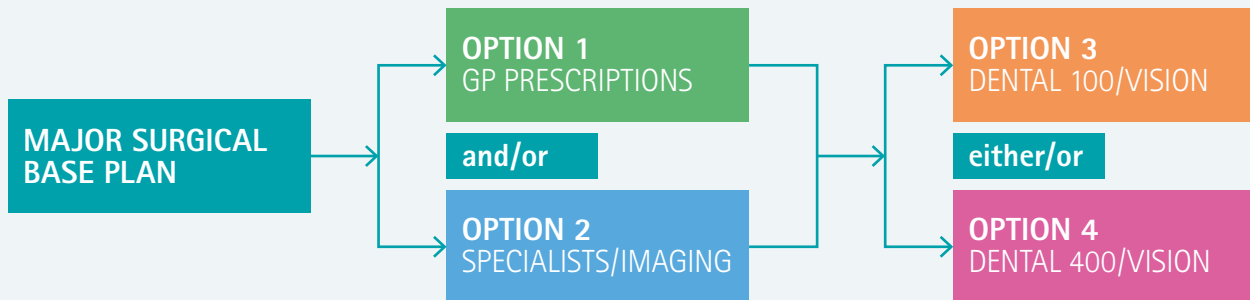 MAJOR SURGICAL
BASE PLAN
OPTION 1
GP PRESCRIPTIONS
and/or
OPTION 2
SPECIALISTS/IMAGING
OPTION 3
DENTAL 100/VISION
either/or
OPTION 4
DENTAL 400/VISION